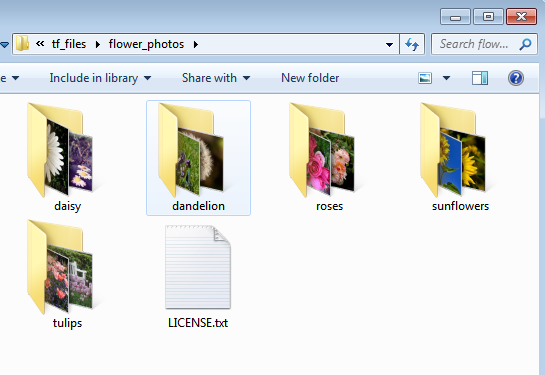 « tf_files ▸ flower_photos ▸
Search flow...
e ▾ Include in library ▾ Share with ▾ New folder
daisy dandelion roses sunflowers
tulips LICENSE.txt